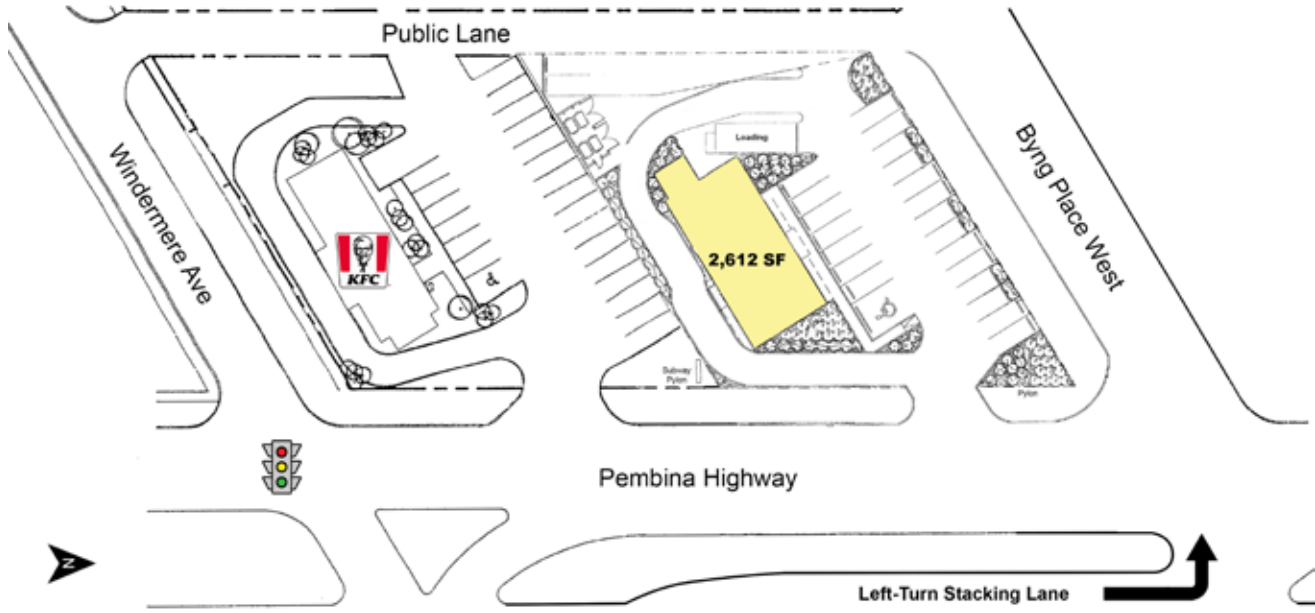 Public Lane
Loading
Windermere Ave
Byng Place West
KFC
2,612 SF
Subway
Pylon
Pylon
Pembina Highway
N
Left-Turn Stacking Lane